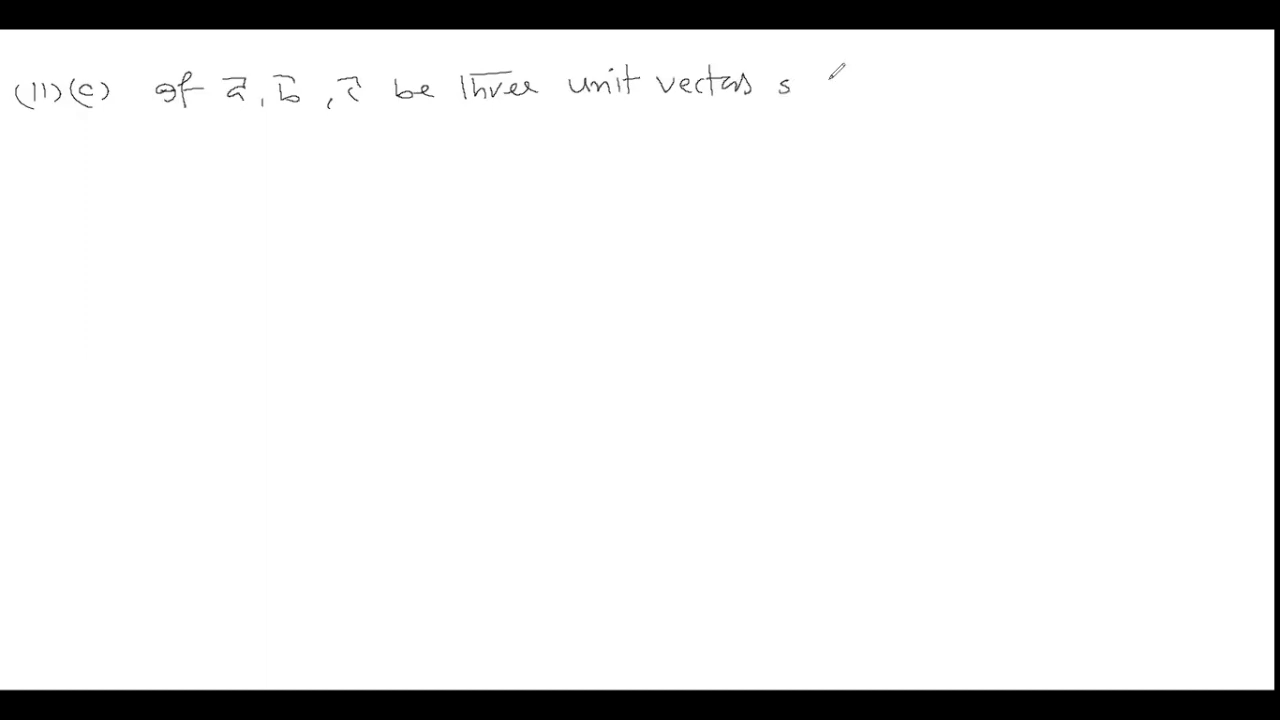 (11)(c) If a⃗, b⃗, c⃗ be three unit vectors s